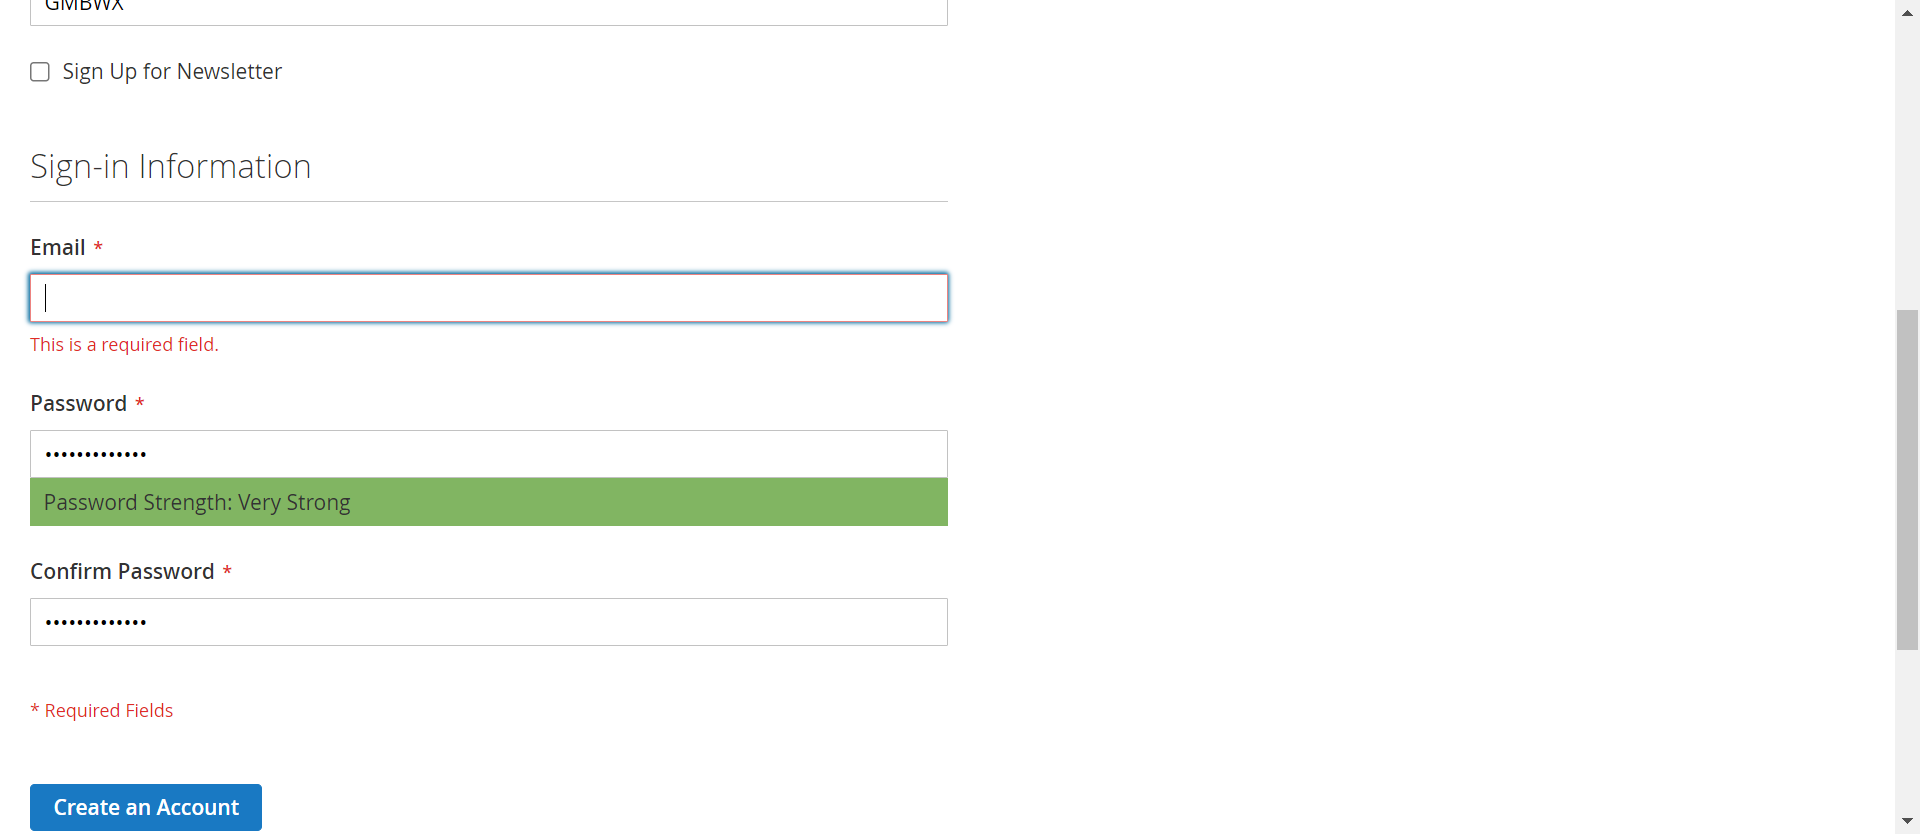 GMBWX
Sign Up for Newsletter
Sign-in Information
Email *
This is a required field.
Password *
•••••••••••••
Password Strength: Very Strong
Confirm Password *
•••••••••••••
* Required Fields
Create an Account